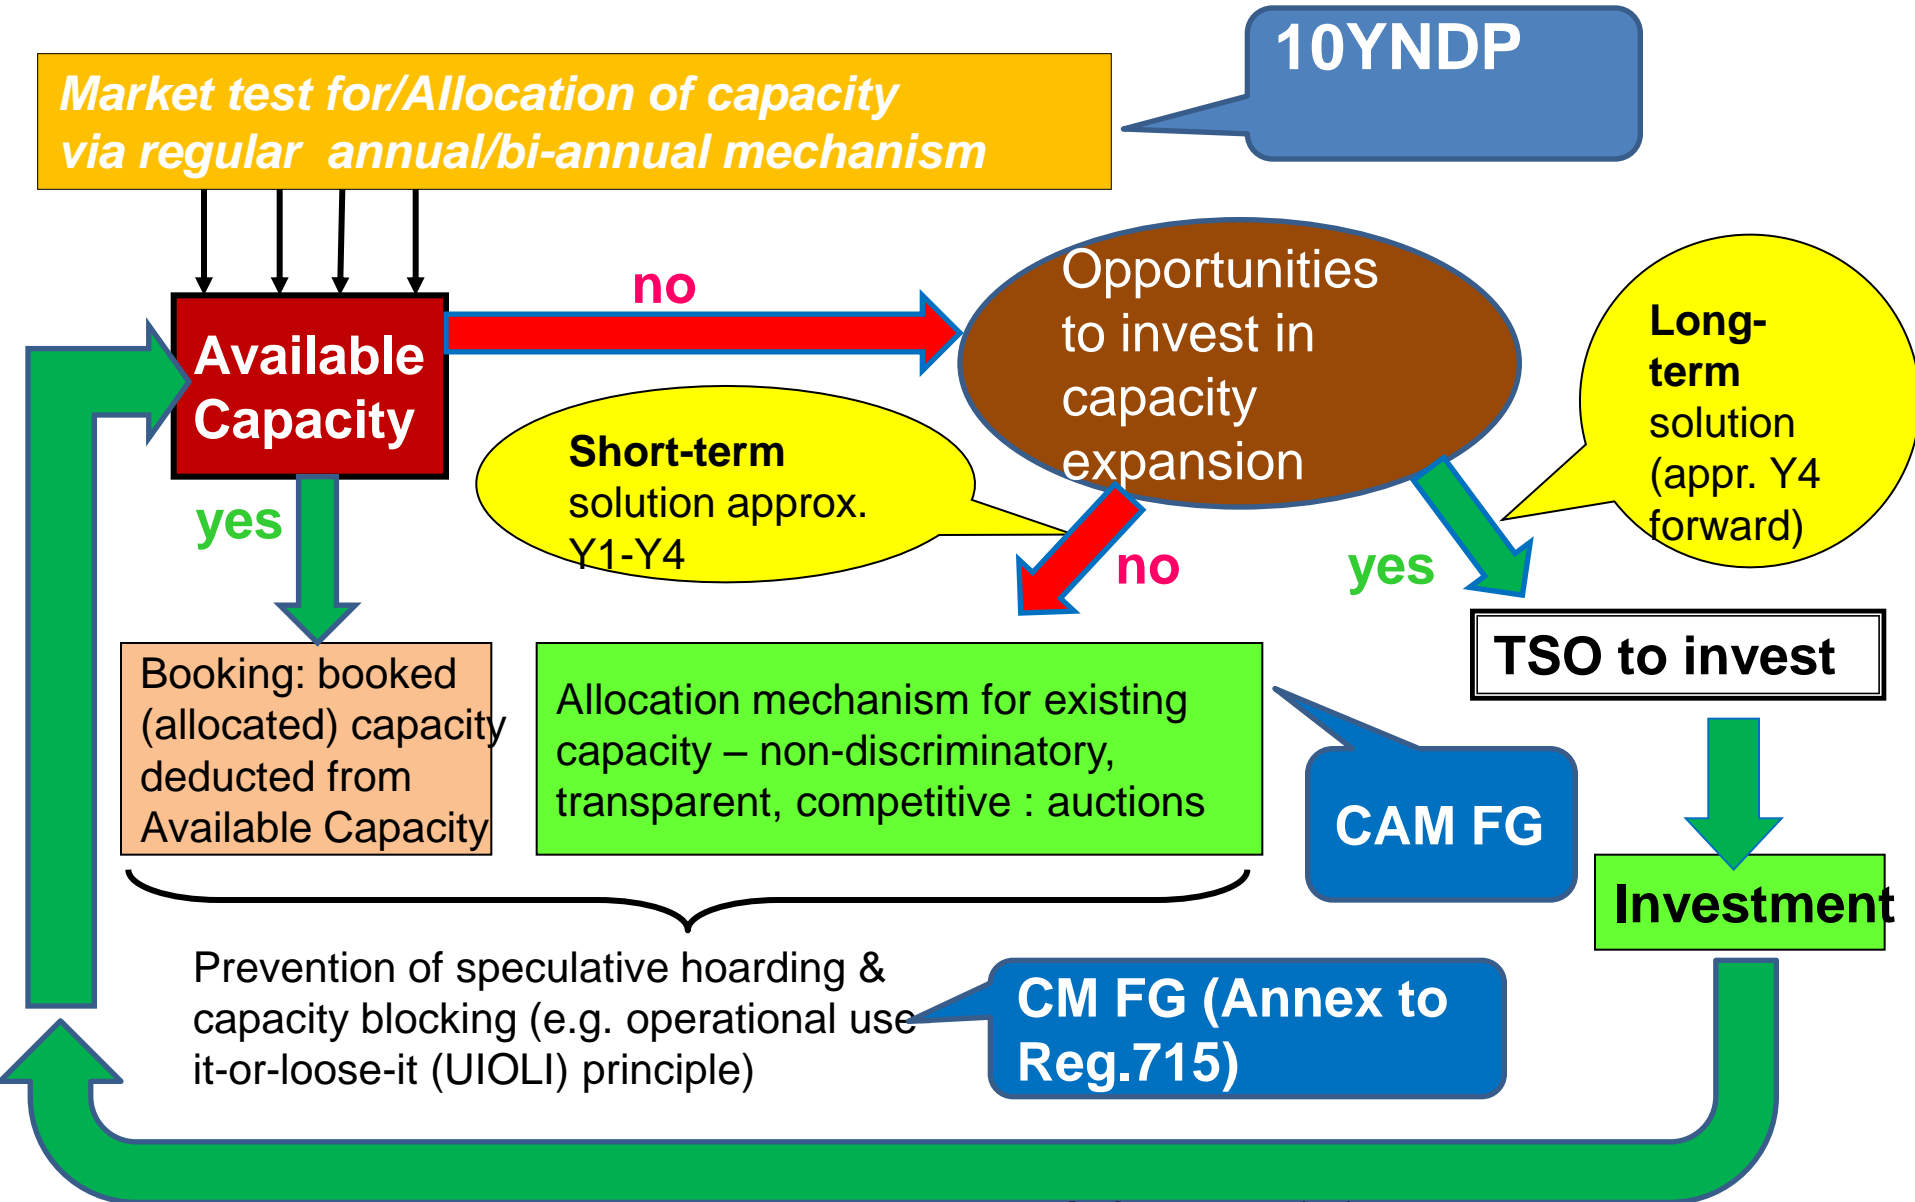 10YNDP
Market test for/Allocation of capacity
via regular annual/bi-annual mechanism
no
Opportunities
to invest in
capacity
expansion
Long-
term
solution
(appr. Y4
forward)
Available
Capacity
Short-term
solution approx.
Y1-Y4
yes
no
yes
TSO to invest
Booking: booked
(allocated) capacity
deducted from
Available Capacity
Allocation mechanism for existing
capacity – non-discriminatory,
transparent, competitive : auctions
CAM FG
Investment
Prevention of speculative hoarding &
capacity blocking (e.g. operational use-
it-or-loose-it (UIOLI) principle)
CM FG (Annex to
Reg.715)